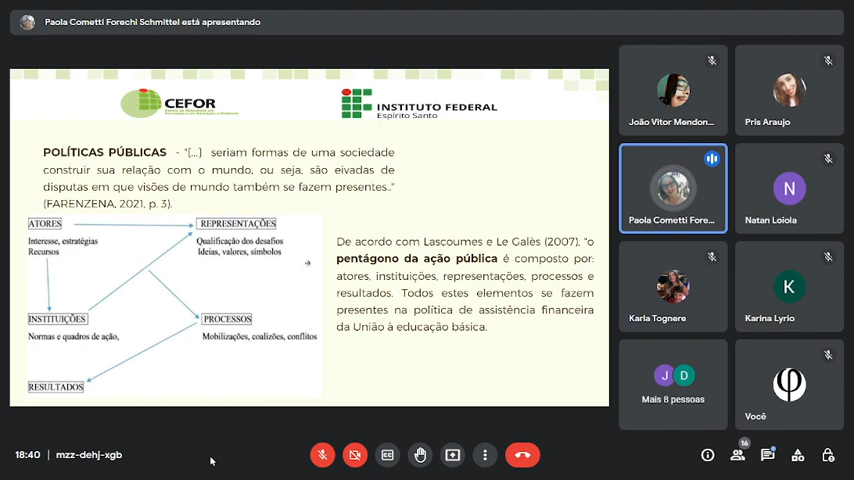 Paola Cometti Forechi Schmittel está apresentando
CEFOR
INSTITUTO FEDERAL
Espírito Santo
POLÍTICAS PÚBLICAS - "[...] seriam formas de uma sociedade
construir sua relação com o mundo, ou seja, são eivadas de
disputas em que visões de mundo também se fazem presentes.."
(FARENZENA, 2021, p. 3).
ATORES
Interesse, estratégias
Recursos
REPRESENTAÇÕES
Qualificação dos desafios
Ideias, valores, símbolos
INSTITUIÇÕES
Normas e quadros de ação,
PROCESSOS
Mobilizações, coalizões, conflitos
RESULTADOS
De acordo com Lascoumes e Le Galès (2007), "o
pentágono da ação pública é composto por:
atores, instituições, representações, processos e
resultados. Todos estes elementos se fazem
presentes na política de assistência financeira
da União à educação básica.
João Vitor Mendon...
Pris Araujo
Paola Cometti Fore...
N
Natan Loiola
Karla Tognere
K
Karina Lyrio
J
D
Mais 8 pessoas
φ
Você
18:40 | mzz-dehj-xgb
CC
16